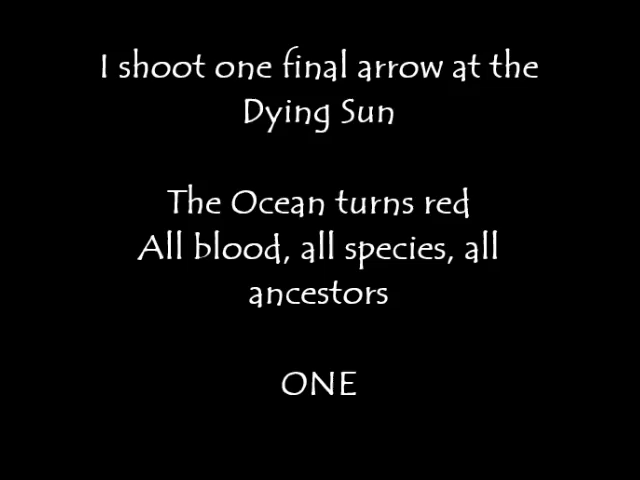 I shoot one final arrow at the
Dying Sun
The Ocean turns red
All blood, all species, all
ancestors
ONE